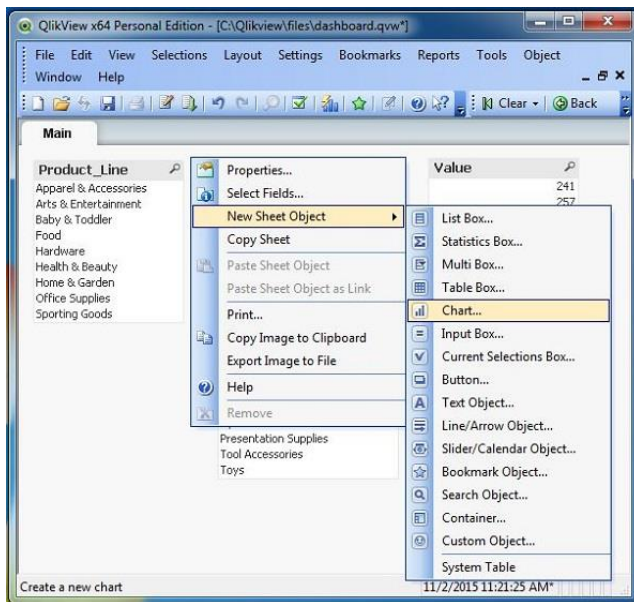 QlikView x64 Personal Edition - [C:\Qlikview\files\dashboard.qvw*]
File Edit View Selections Layout Settings Bookmarks Reports Tools Object
Window Help
Clear Back
Main
Product_Line
Apparel & Accessories
Arts & Entertainment
Baby & Toddler
Food
Hardware
Health & Beauty
Home & Garden
Office Supplies
Sporting Goods
Properties...
Select Fields...
New Sheet Object
Copy Sheet
Paste Sheet Object
Paste Sheet Object as Link
Print...
Copy Image to Clipboard
Export Image to File
Help
Remove
Presentation Supplies
Tool Accessories
Toys
Value
241
257
List Box...
Statistics Box...
Multi Box...
Table Box...
Chart...
Input Box...
Current Selections Box...
Button...
Text Object...
Line/Arrow Object...
Slider/Calendar Object...
Bookmark Object...
Search Object...
Container...
Custom Object...
System Table
Create a new chart
11/2/2015 11:21:25 AM*